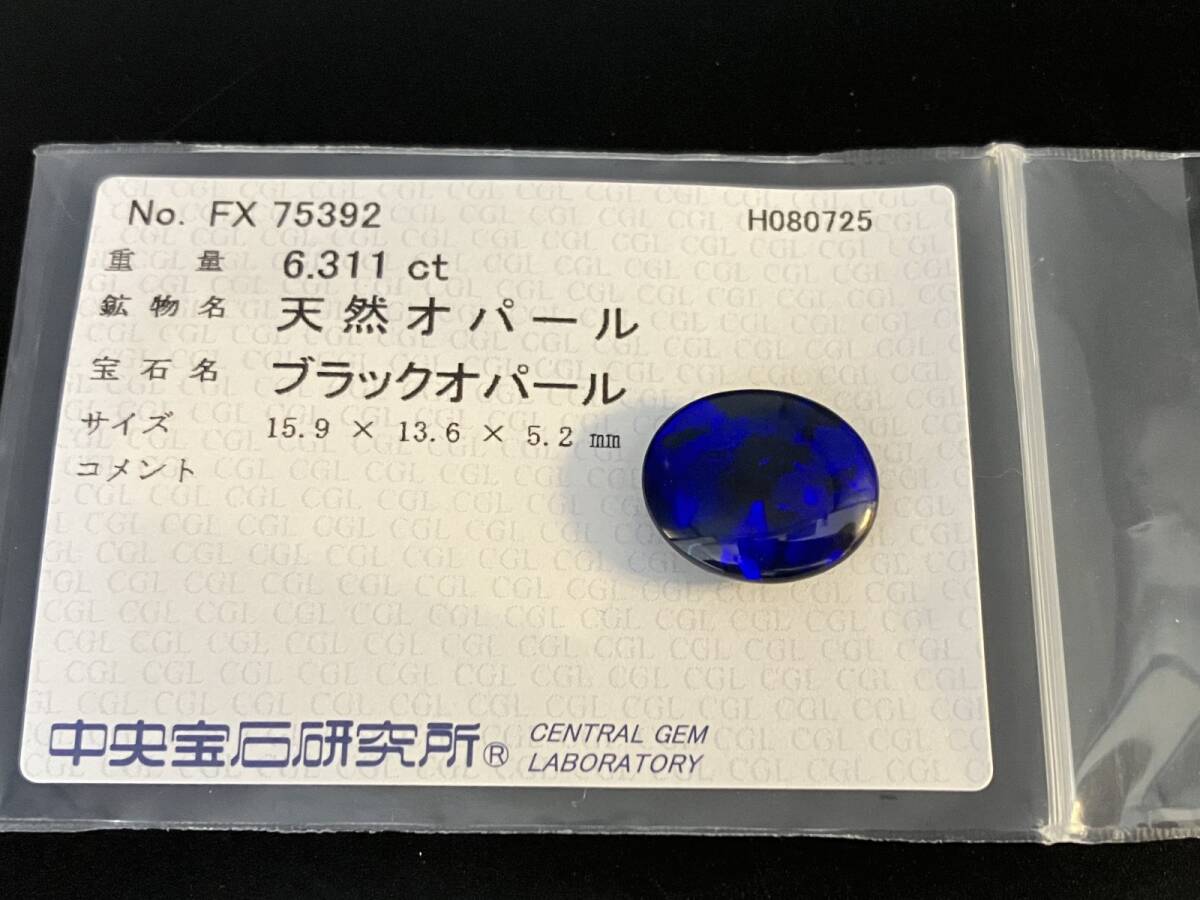 No. FX 75392 H080725
重量 6.311 ct
鉱物名 天然オパール
宝石名 ブラックオパール
サイズ 15.9 × 13.6 × 5.2 mm
コメント
中央宝石研究所® CENTRAL GEM LABORATORY